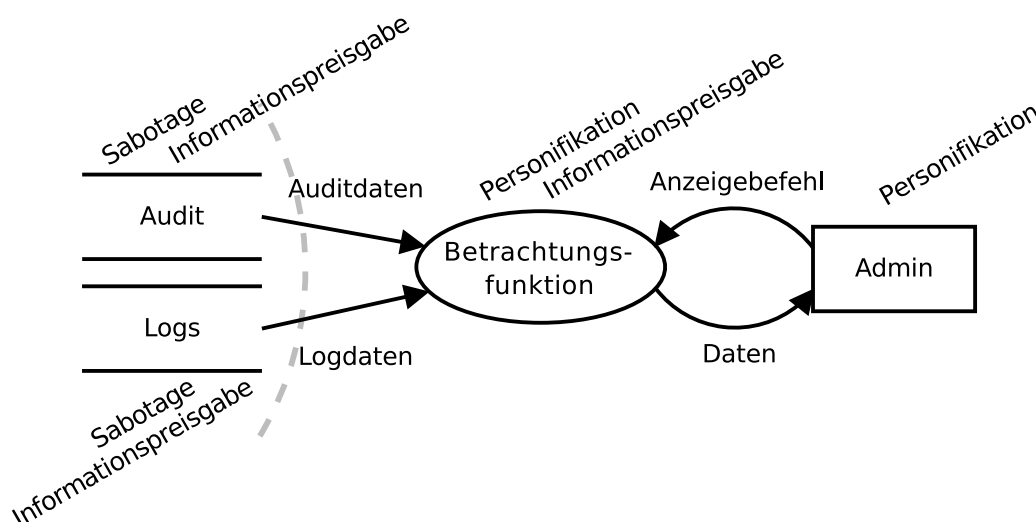 Sabotage
Informationspreisgabe
Audit
Auditdaten
Logs
Logdaten
Sabotage
Informationspreisgabe
Personifikation
Informationspreisgabe
Betrachtungs-
funktion
Anzeigebefehl
Daten
Personifikation
Admin